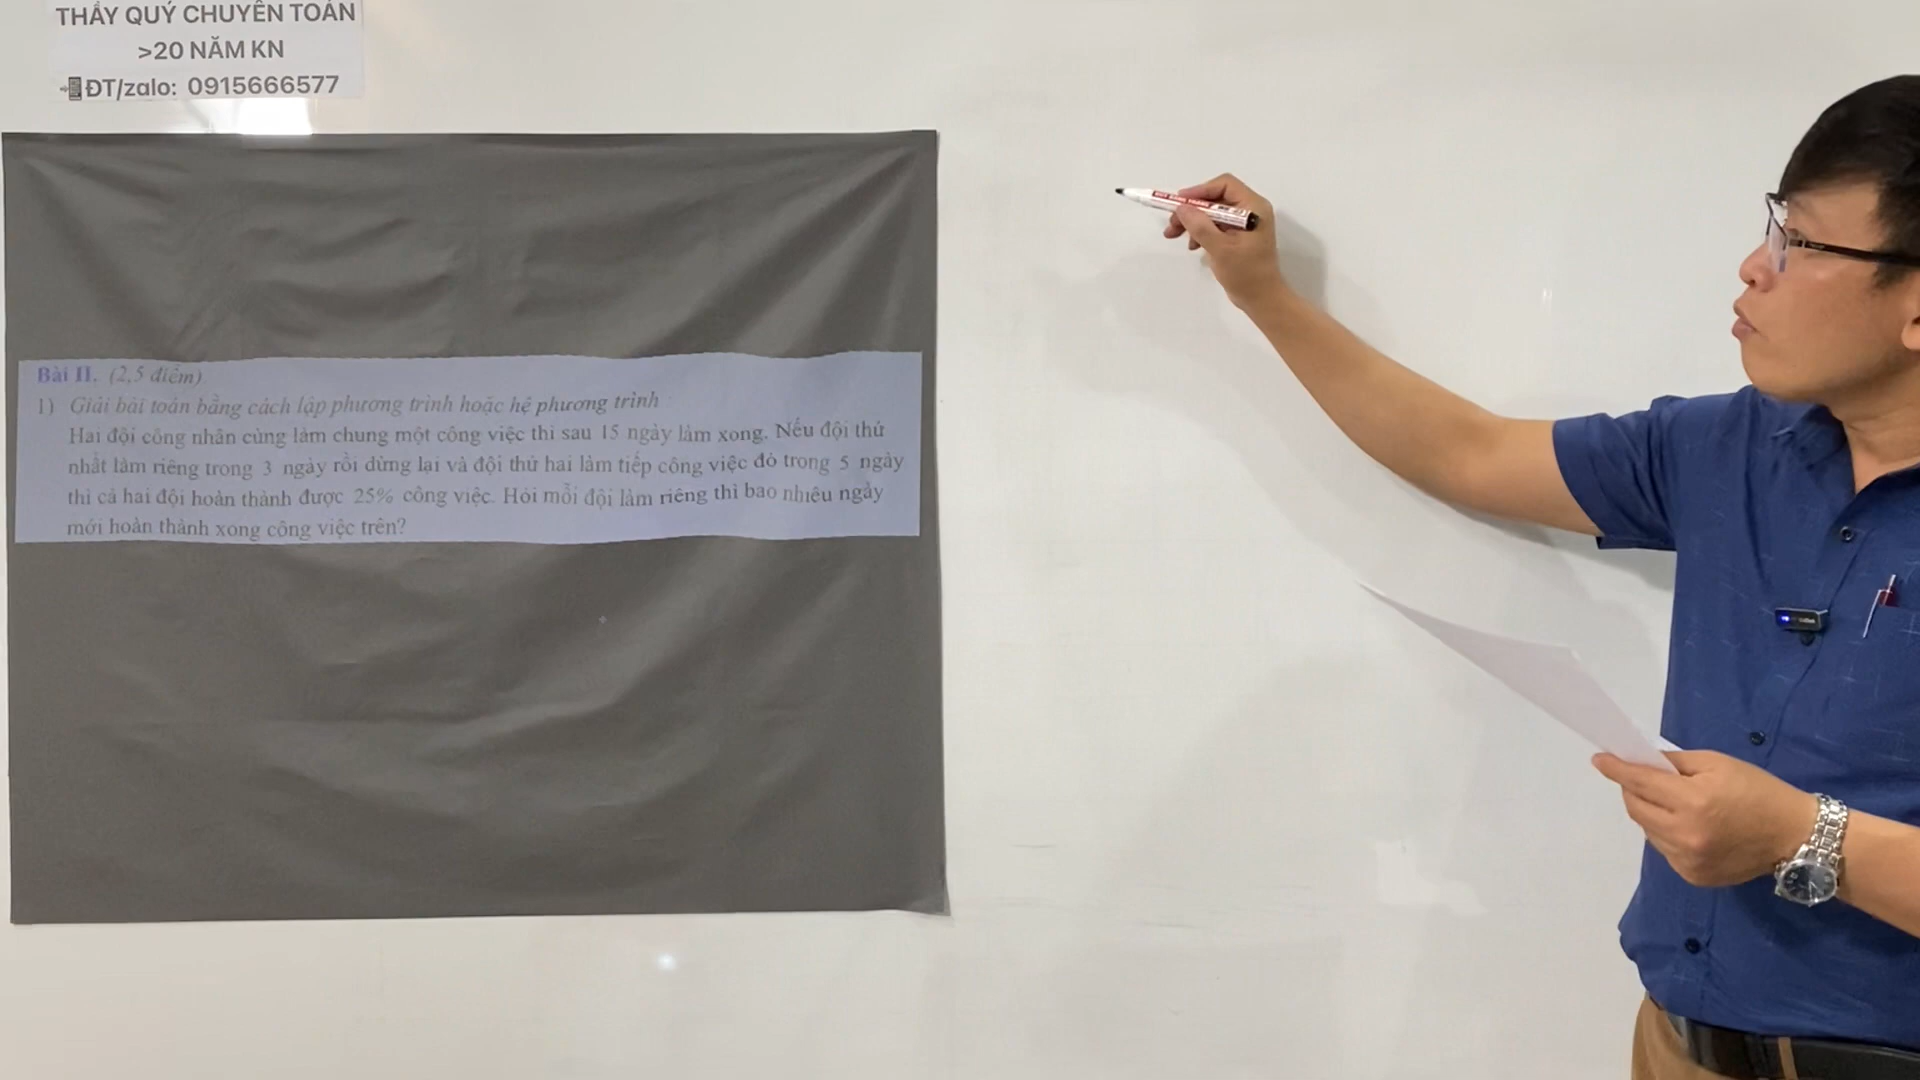 THẦY QUÝ CHUYÊN TOÁN
>20 NĂM KN
ĐT/zalo: 0915666577
Bài II. (2,5 điểm)
1) Giải bài toán bằng cách lập phương trình hoặc hệ phương trình
Hai đội công nhân cùng làm chung một công việc thì sau 15 ngày làm xong. Nếu đội thứ
nhất làm riêng trong 3 ngày rồi dừng lại và đội thứ hai làm tiếp công việc đó trong 5 ngày
thì cả hai đội hoàn thành được 25% công việc. Hỏi mỗi đội làm riêng thì bao nhiêu ngày
mới hoàn thành xong công việc trên?